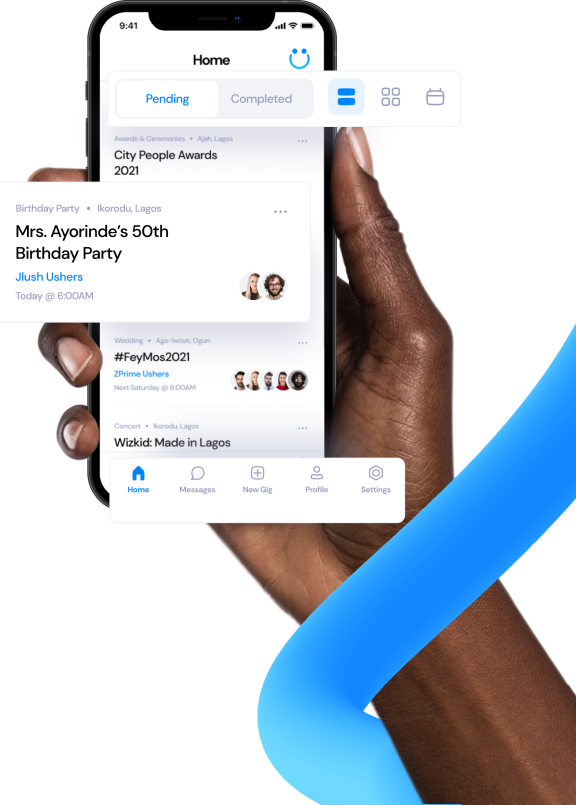 9:41
Home
Pending
Completed
Awards & Ceremonies • Ajah, Lagos
City People Awards
2021
Birthday Party • Ikorodu, Lagos
Mrs. Ayorinde’s 50th
Birthday Party
Jlush Ushers
Today @ 6:00AM
Wedding • Ago-Iwoye, Ogun
#FeyMos2021
ZPrime Ushers
Next Saturday @ 6:00AM
Concert • Ikorodu, Lagos
Wizkid: Made in Lagos
Home
Messages
New Gig
Profile
Settings